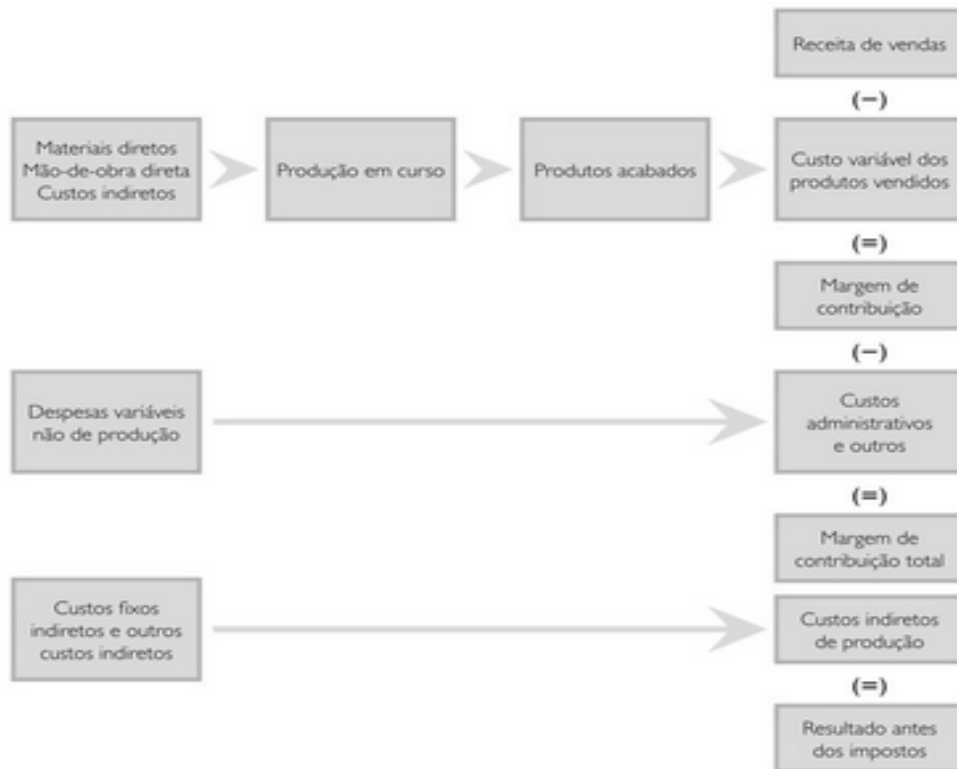 Receita de vendas
(−)
Materiais diretos
Mão-de-obra direta
Custos indiretos
Produção em curso
Produtos acabados
Custo variável dos
produtos vendidos
(=)
Margem de
contribuição
(−)
Despesas variáveis
não de produção
Custos
administrativos
e outros
(=)
Margem de
contribuição total
Custos fixos
indiretos e outros
custos indiretos
Custos indiretos
de produção
(=)
Resultado antes
dos impostos